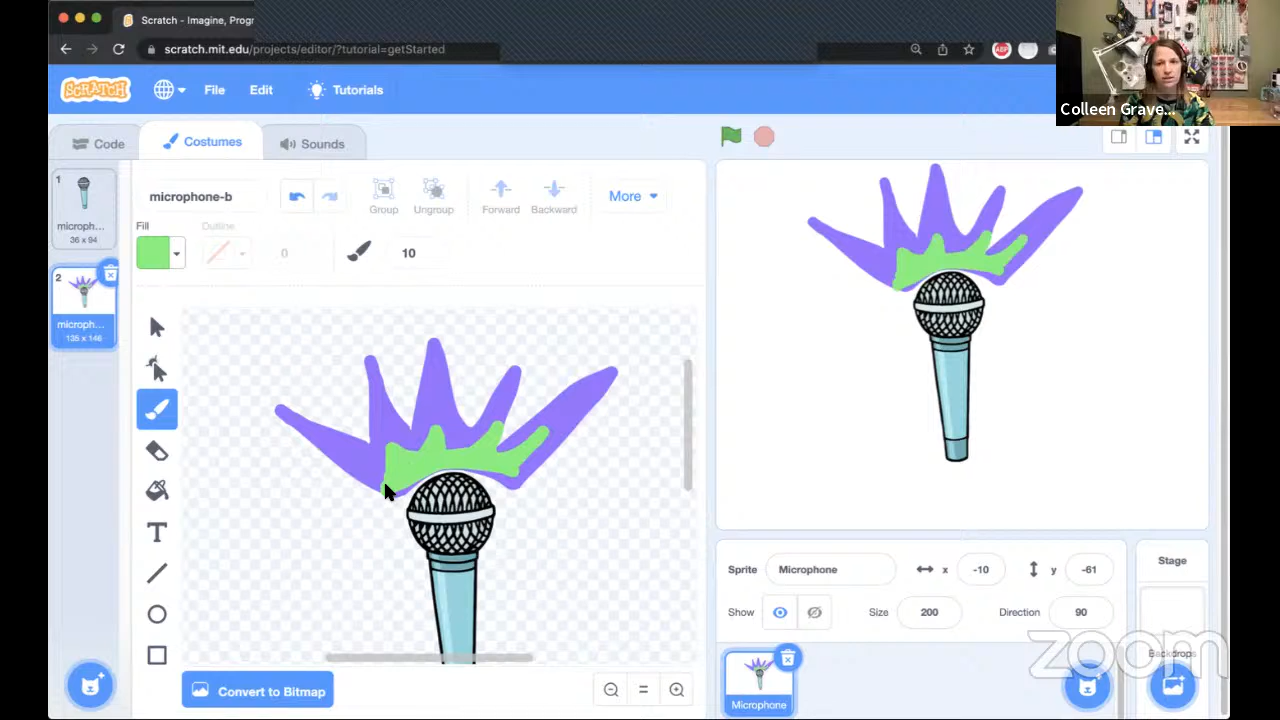 Scratch - Imagine, Progr
scratch.mit.edu/projects/editor/?tutorial=getStarted
ABP
Colleen Grave...
SCRATCH
File
Edit
Tutorials
Code
Costumes
Sounds
1
microph...
36 x 94
2
microph...
135 x 146
microphone-b
Group
Ungroup
Forward
Backward
More
Fill
Outline
0
10
T
Convert to Bitmap
Sprite
Microphone
x
-10
y
-61
Show
Size
200
Direction
90
Microphone
Stage
Backdrops
zoom